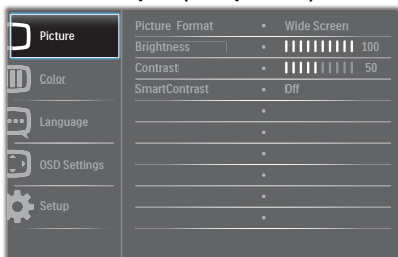 Picture
Color
Language
OSD Settings
Setup
Picture Format • Wide Screen
Brightness • 100
Contrast • 50
SmartContrast • Off
•
•
•
•
•
•